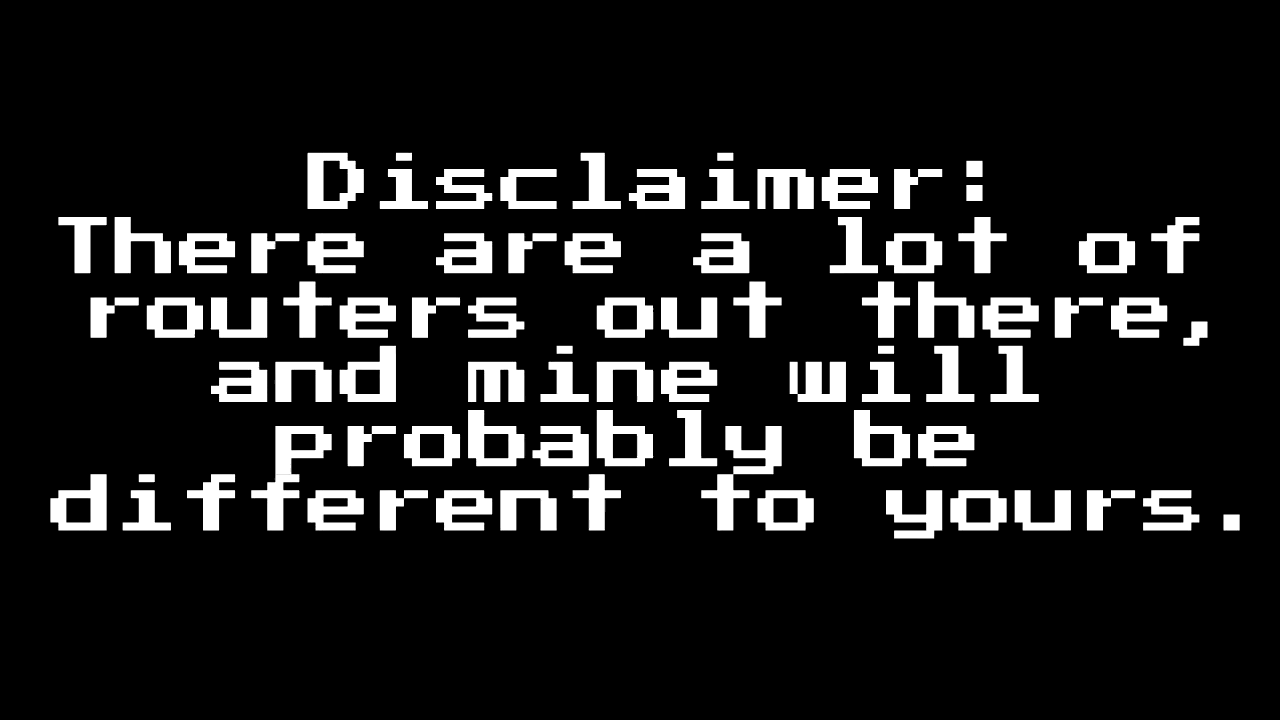 Disclaimer:
There are a lot of
routers out there,
and mine will
probably be
different to yours.